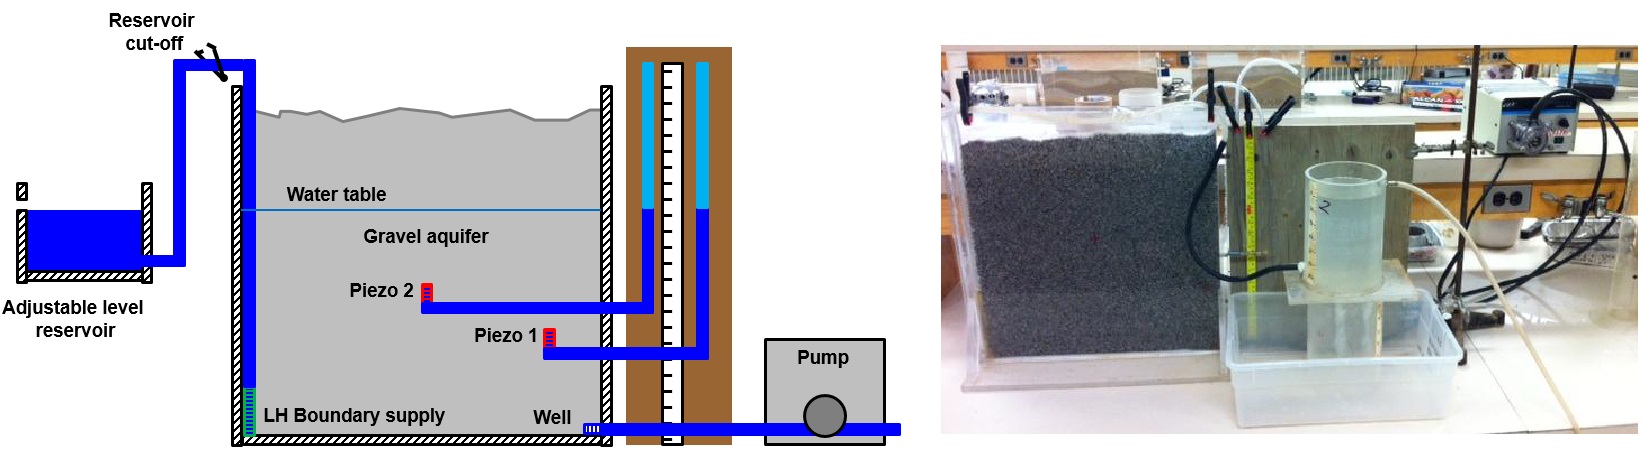 Reservoir
cut-off
Water table
Gravel aquifer
Piezo 2
Piezo 1
Adjustable level
reservoir
LH Boundary supply
Well
Pump
2